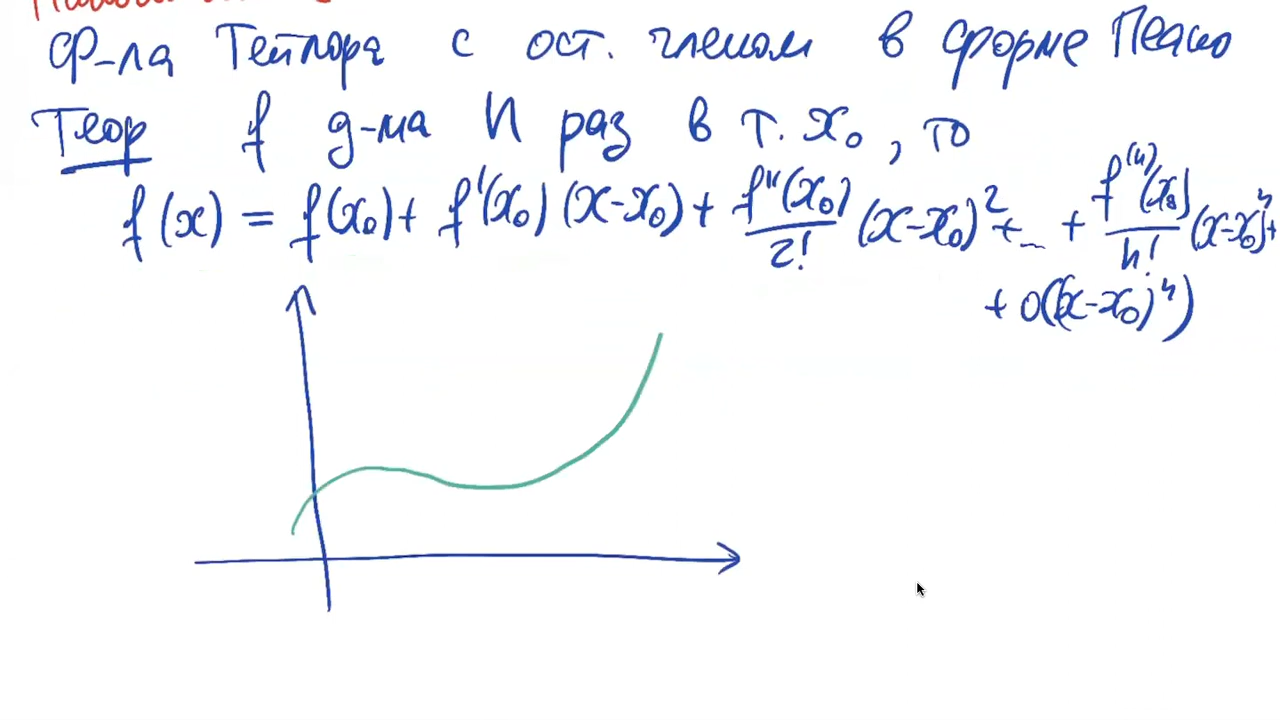 Ф-ла Тейлора с ост. членом в форме Пеано
Теор f д-ма n раз в т. x₀, то
f(x) = f(x₀) + f'(x₀)(x-x₀) + f''(x₀)/2! (x-x₀)² + ... + f⁽ⁿ⁾(x₀)/n! (x-x₀)ⁿ +
+ o((x-x₀)ⁿ)